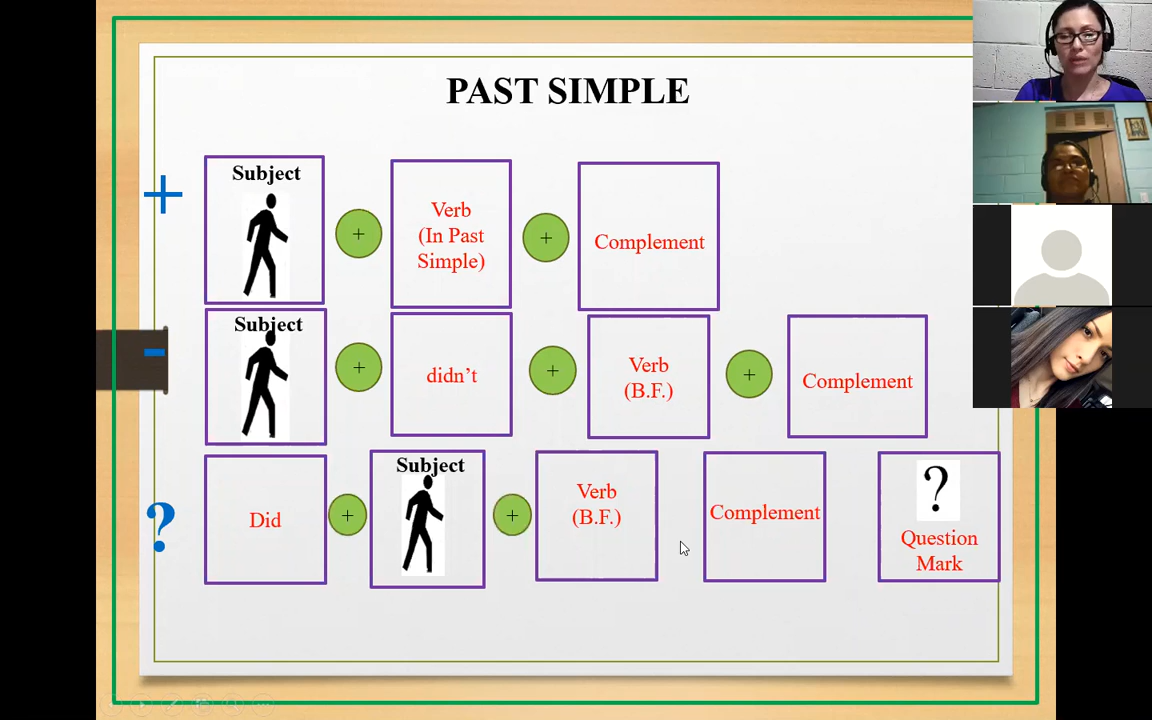 PAST SIMPLE
+
Subject
+
Verb
(In Past
Simple)
+
Complement
-
Subject
+
didn't
+
Verb
(B.F.)
+
Complement
?
Did
+
Subject
+
Verb
(B.F.)
Complement
?
Question
Mark